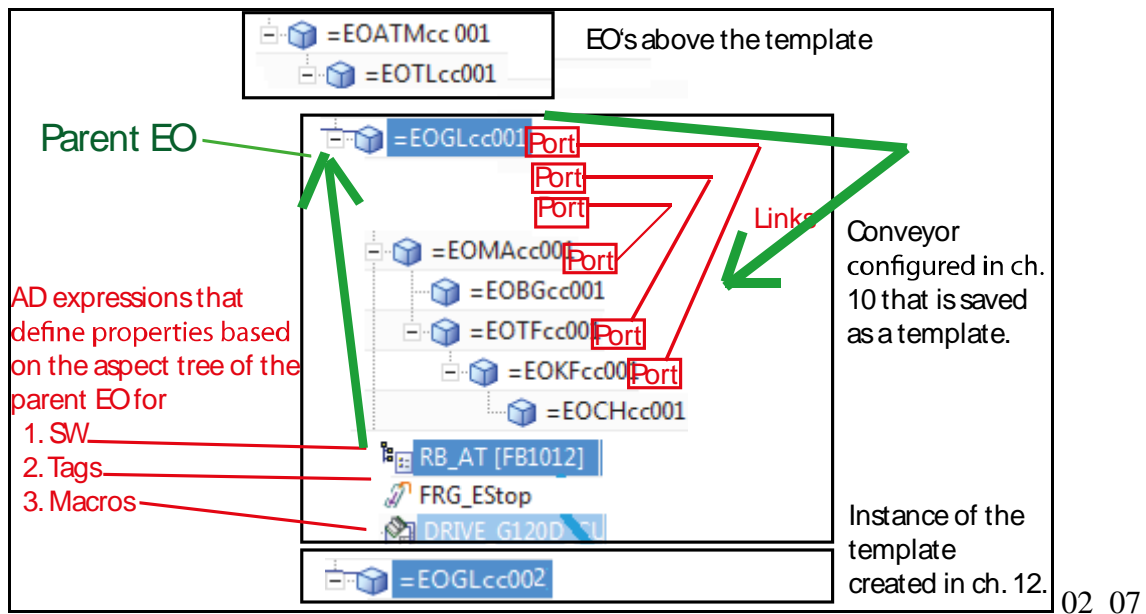 =EOATMcc 001
=EOTLcc001
EO's above the template
Parent EO
=EOGLcc001
Port
Port
Port
Links
=EOMAcc001
Port
=EOBGcc001
=EOTFcc001
Port
=EOKFcc001
Port
=EOCHcc001
Conveyor
configured in ch.
10 that is saved
as a template.
AD expressions that
define properties based
on the aspect tree of the
parent EO for
1. SW
2. Tags
3. Macros
RB_AT [FB1012]
FRG_EStop
DRIVE_G120D_CU
Instance of the
template
created in ch. 12.
=EOGLcc002
02_07